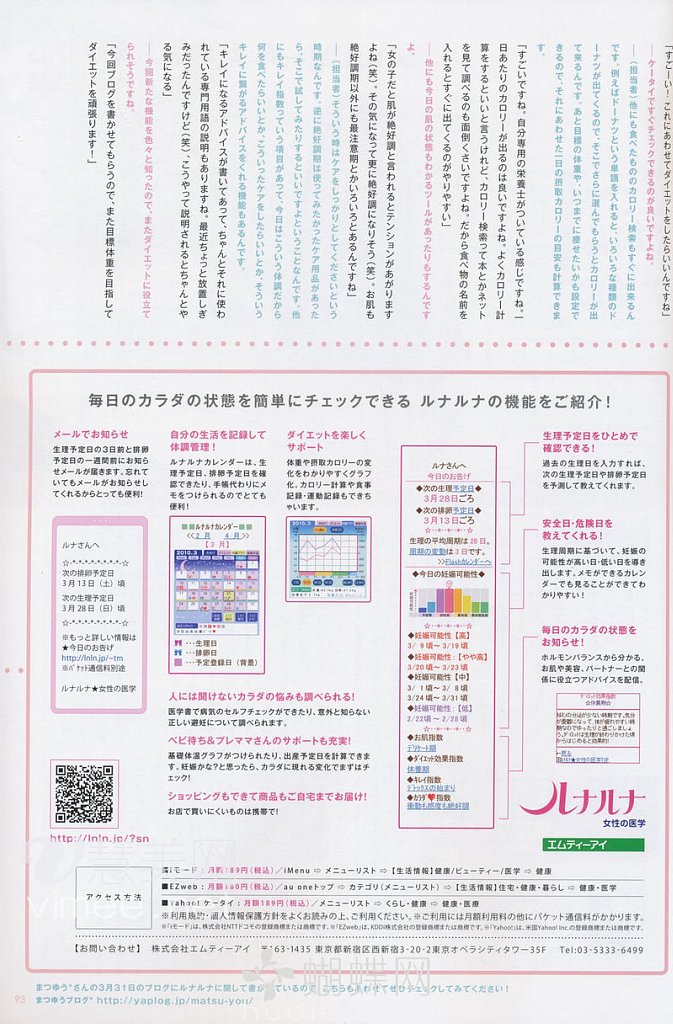 「すごーい！これにあわせてダイエットをしたらいいんですね」
―ケータイですぐチェックできるのが良いですよね。
―(担当者)他にも食べたもののカロリー検索もすぐに出来るん
です。例えばドーナツという単語を入れると、いろいろな種類のド
ーナツが出てくるので、そこでさらに選んでもらうとカロリーが出
て来るんです。あと目標の体重や、いつまでに痩せたいかも設定で
きるので、それにあわせた一日の摂取カロリーの目安も計算できま
す。
「すごいですね。自分専用の栄養士がついている感じですね。一
日あたりのカロリーが出るのは良いですよね。よくカロリー計
算をするといいと言うけれど、カロリー検索って本とかネット
を見て調べるのも面倒くさいですよね。だから食べ物の名前を
入れるとすぐに出てくるのがやりやすい」
―他にも今日の肌の状態もわかるツールがあったりもするんです
よ。
「女の子だと肌が絶好調と言われるとテンションがあがります
よね(笑)。その気になって更に絶好調になりそう(笑)。お肌も
絶好調期以外にも最注意期とかいろいろとあるんですね」
―(担当者)そういう時はケアをしっかりとしてくださいという
時期なんです。逆に絶好調期は使ってみたかったケア用品があった
ら、そこで試してみたりするといいですよということなんです。他
にもキレイ指数っていう項目があって、今日はこういう体調だから
何を食べたらいいとか、こういったケアをしたらいいとか、そういう
キレイに繋がるアドバイスをくれる機能もあるんです。
「キレイになるアドバイスが書いてあって、ちゃんとそれに使わ
れている専門用語の説明もありますね。最近ちょっと放置しぎ
みだったんですけど(笑)、こうやって説明されるとちゃんとや
る気になる」
―今回新たな機能を色々と知ったので、またダイエットに役立て
られそうですね。
「今回ブログを書かせてもらうので、また目標体重を目指して
ダイエットを頑張ります！」
毎日のカラダの状態を簡単にチェックできる ルナルナの機能をご紹介！
メールでお知らせ
生理予定日の3日前と排卵
予定日の一週間前にお知ら
せメールが届きます。忘れて
いてもメールがお知らせし
てくれるからとっても便利！
ルナルナへ
☆-*-*-*-*-*-*-*-*-☆
次の排卵予定日
3月13日（土）頃
次の生理予定日
3月28日（日）頃
☆-*-*-*-*-*-*-*-*-☆
※もっと詳しい情報は
★今日のお告げ
http://lnln.jp/~tm
※パケット通信料別途
ルナルナ★女性の医学
自分の生活を記録して
体調管理！
ルナルナカレンダーは、生
理予定日、排卵予定日を確
認できたり、手帳代わりにメ
モをつけられるのでとても
便利！
ルナルナカレンダー
≪2月 4月≫
【3月】
2010.3
…生理日
…排卵日
…予定登録日（背景）
ダイエットを楽しく
サポート
体重や摂取カロリーの変
化をわかりやすくグラフ
化。カロリー計算や食事
記録・運動記録もできち
ゃいます。
2010.3
ルナさんへ
今日のお告げ
◆次の生理予定日◆
3月28日ごろ
◆次の排卵予定日◆
3月13日ごろ
生理の平均周期は28日。
周期の変動は3日です。
>>Flashカレンダーへ
◆今日の妊娠可能性◆
◆妊娠可能性【高】
3/ 9頃～ 3/19頃
◆妊娠可能性:【やや高】
3/20頃～ 3/23頃
◆妊娠可能性【中】
3/ 1頃～ 3/ 8頃
3/24頃～ 3/31頃
◆妊娠可能性:【低】
2/22頃～ 2/28頃
◆お肌指数
デリケート期
◆ダイエット効果指数
休養期
◆キレイ指数
デトックスの始まり
◆カラダ♥指数
衝動も感度も絶好調
生理予定日をひとめで
確認できる！
過去の生理日を入力すれば、
次の生理予定日や排卵予定日
を予測して教えてくれます。
安全日・危険日を
教えてくれる！
生理周期に基づいて、妊娠の
可能性が高い日・低い日を導き
出します。メモができるカレン
ダーでも見ることができてわ
かりやすい！
毎日のカラダの状態を
お知らせ！
ホルモンバランスから分かる、
お肌や美容、パートナーとの関
係に役立つアドバイスを配信。
ダイエット効果指数
☆休養期☆
人には聞けないカラダの悩みも調べられる！
医学書で病気のセルフチェックができたり、意外と知らない
正しい避妊について調べられます。
ベビ待ち＆プレママさんのサポートも充実！
基礎体温グラフがつけられたり、出産予定日を計算できま
す。妊娠かな？と思ったら、カラダに現れる変化でまずはチ
ェック！
ショッピングもできて商品もご自宅までお届け！
お店で買いにくいものは携帯で！
http://lnln.jp/?sn
ルナルナ
女性の医学
エムティーアイ
アクセス方法
■iモード：月額189円（税込）/iMenu ⇒ メニューリスト ⇒【生活情報】健康/ビューティー/医学 ⇒ 健康
■EZweb：月額180円（税込）/au oneトップ ⇒ カテゴリ（メニューリスト） ⇒【生活情報】住宅・健康・暮らし ⇒ 健康・医学
■Yahoo! ケータイ：月額189円（税込）/メニューリスト ⇒ くらし・健康 ⇒ 健康・医療
※利用規約・個人情報保護方針をよくお読みの上、ご利用ください。※ご利用には月額利用料の他にパケット通信料がかかります。
※「iモード」は、株式会社NTTドコモの登録商標または商標です。※「EZweb」は、KDDI株式会社の登録商標または商標です。※「Yahoo!」は、米国Yahoo! Inc.の登録商標または商標です。
【お問い合わせ】 株式会社エムティーアイ 〒163-1435 東京都新宿区西新宿3-20-2東京オペラシティタワー35F Tel:03-5333-6499
まつゆう*さんの3月31日のブログにルナルナに関して書かれているので、こちらもあわせてぜひチェックしてみてください！
93
まつゆうブログ* http://yaplog.jp/matsu-you/
蝴蝶网